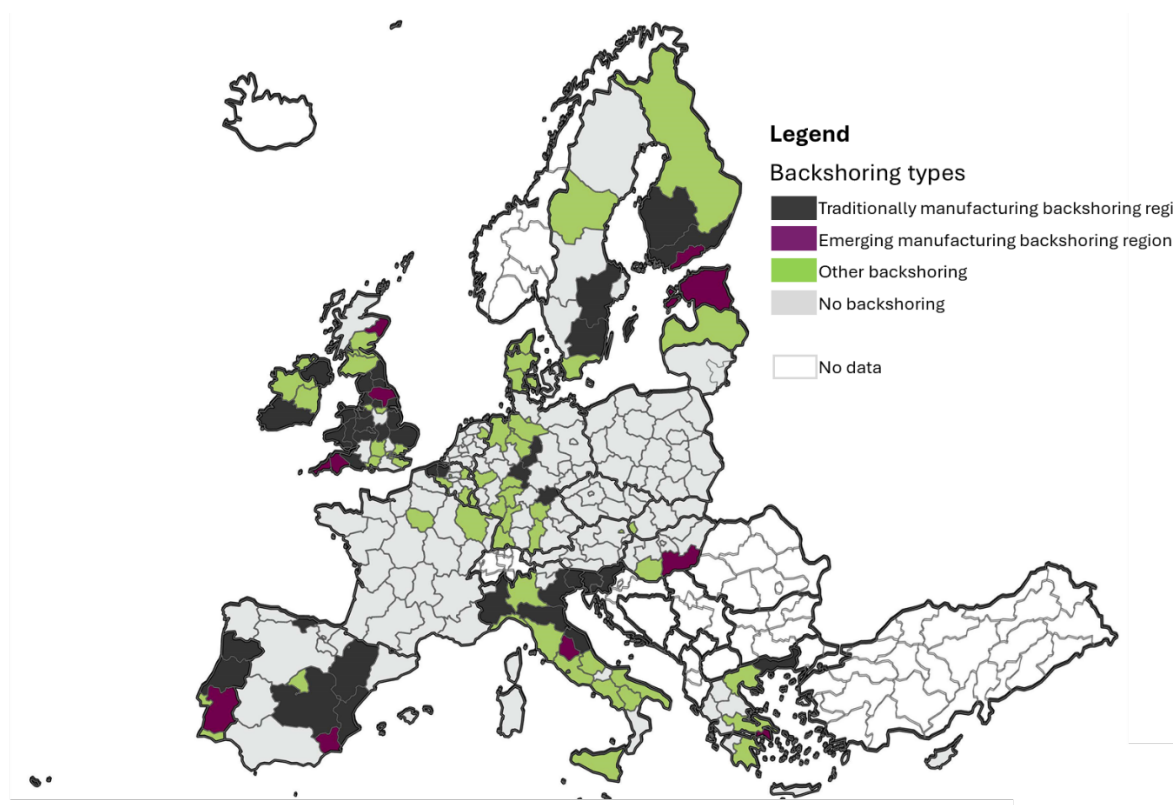 Legend
Backshoring types
Traditionally manufacturing backshoring regi
Emerging manufacturing backshoring region
Other backshoring
No backshoring
No data